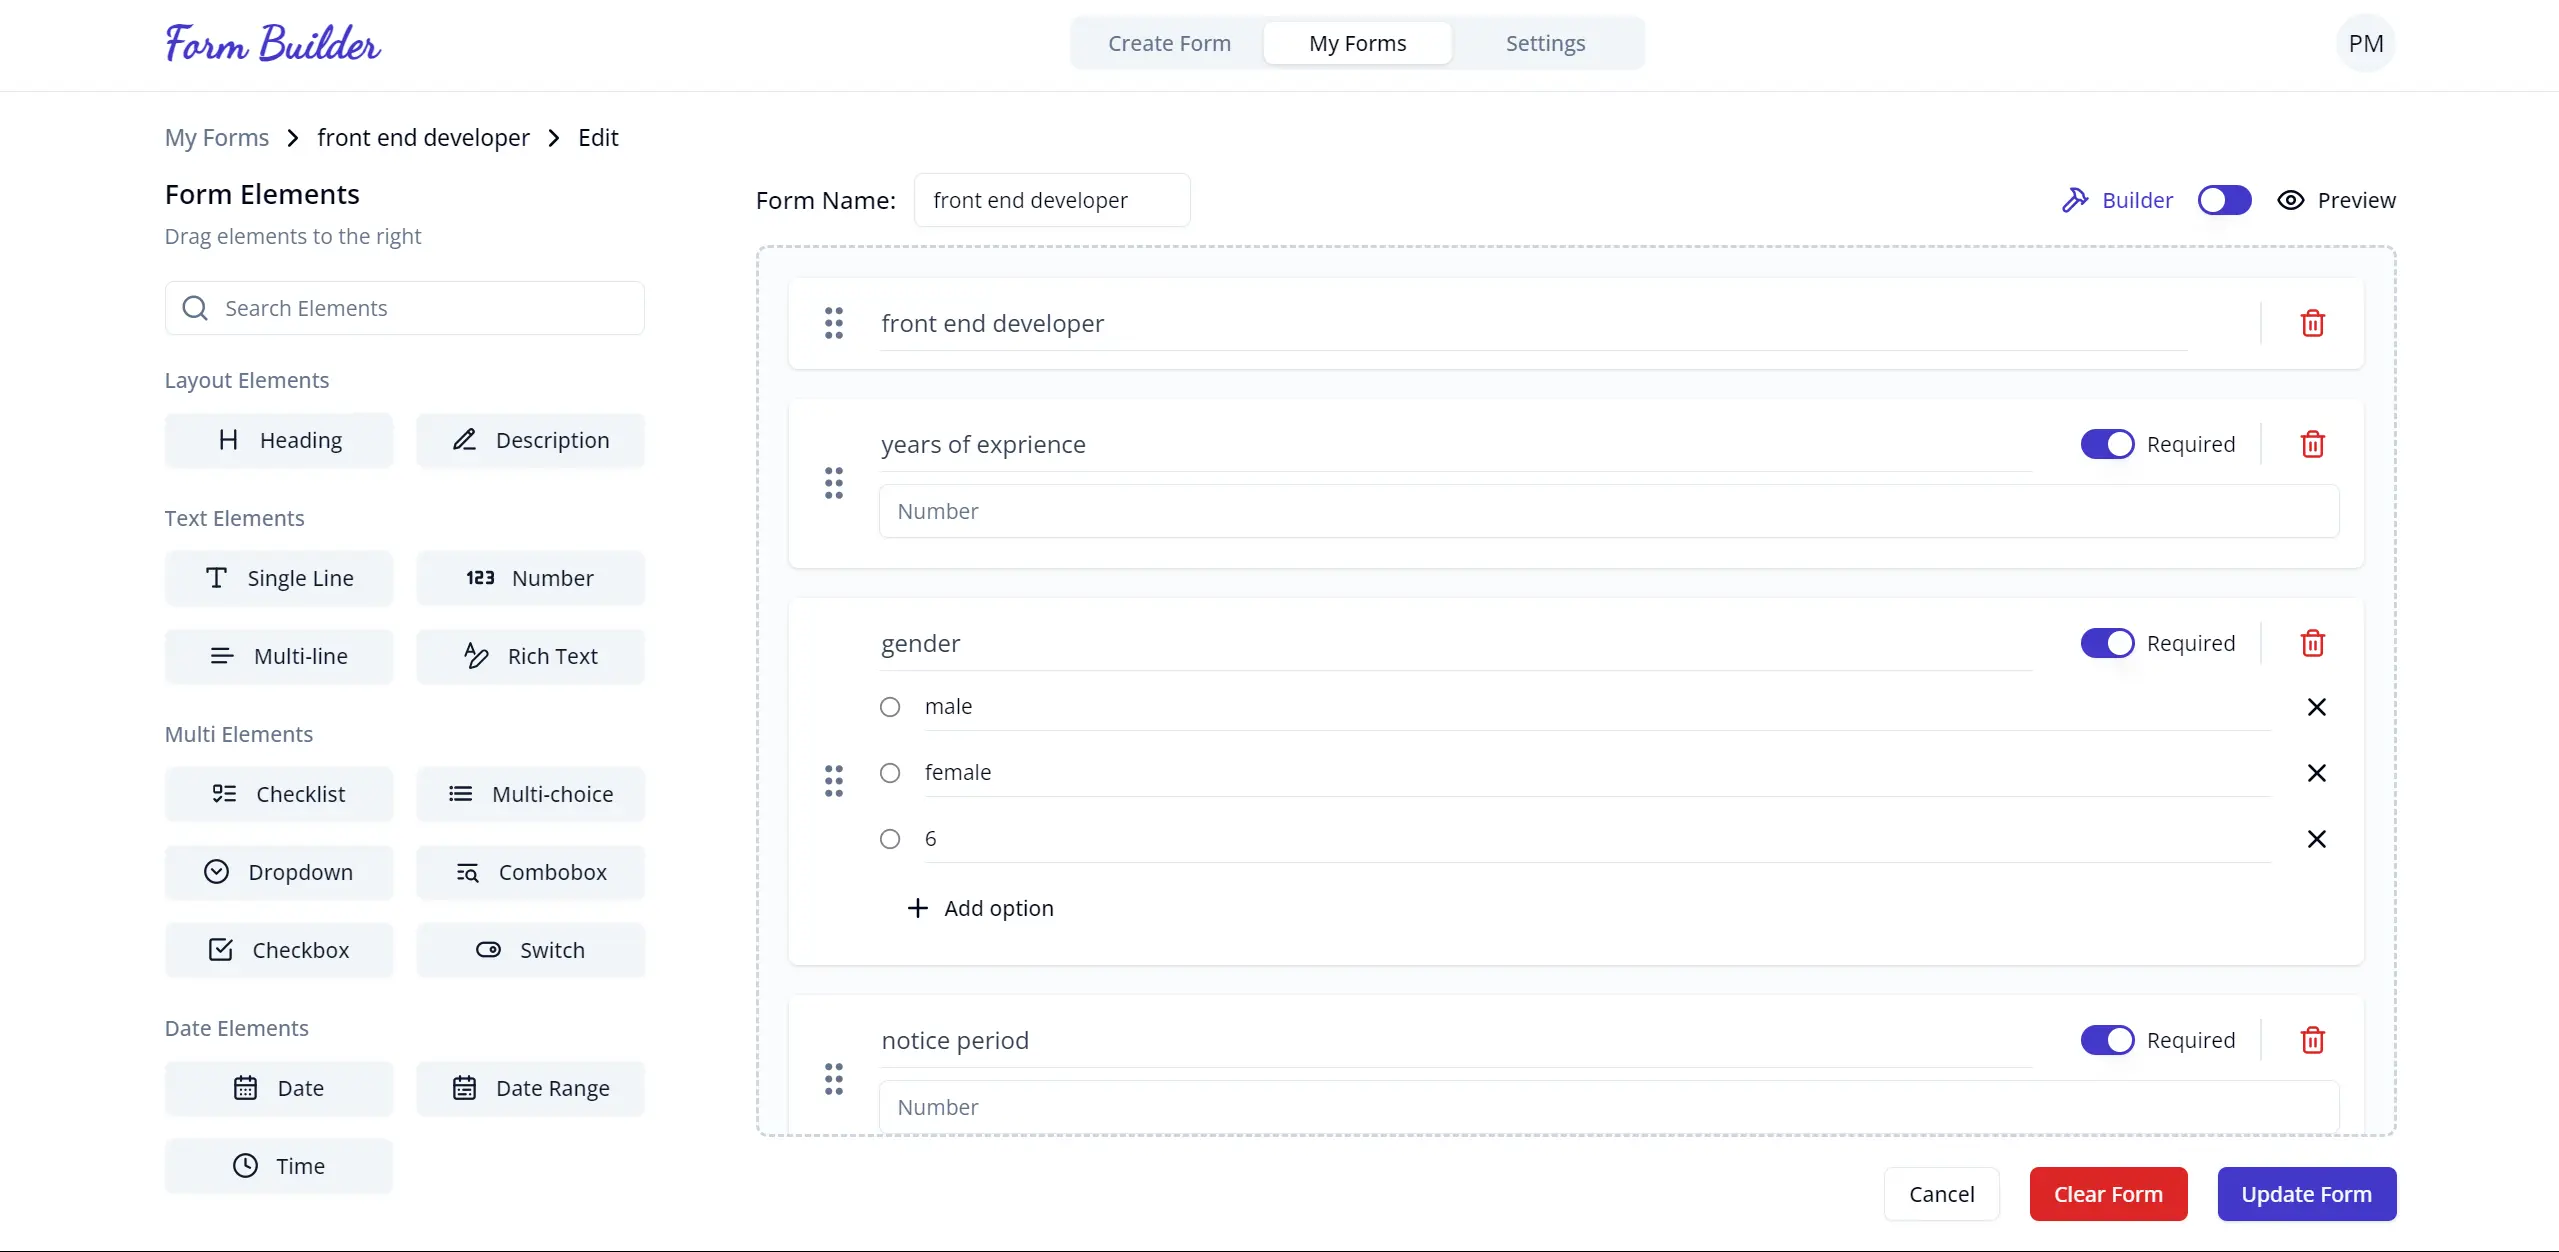 Form Builder
Create Form
My Forms
Settings
PM
My Forms > front end developer > Edit
Form Elements
Drag elements to the right
Search Elements
Layout Elements
Heading
Description
Text Elements
Single Line
123 Number
Multi-line
Rich Text
Multi Elements
Checklist
Multi-choice
Dropdown
Combobox
Checkbox
Switch
Date Elements
Date
Date Range
Time
Form Name: front end developer
Builder
Preview
front end developer
years of exprience
Required
Number
gender
Required
male
female
6
Add option
notice period
Required
Number
Cancel
Clear Form
Update Form